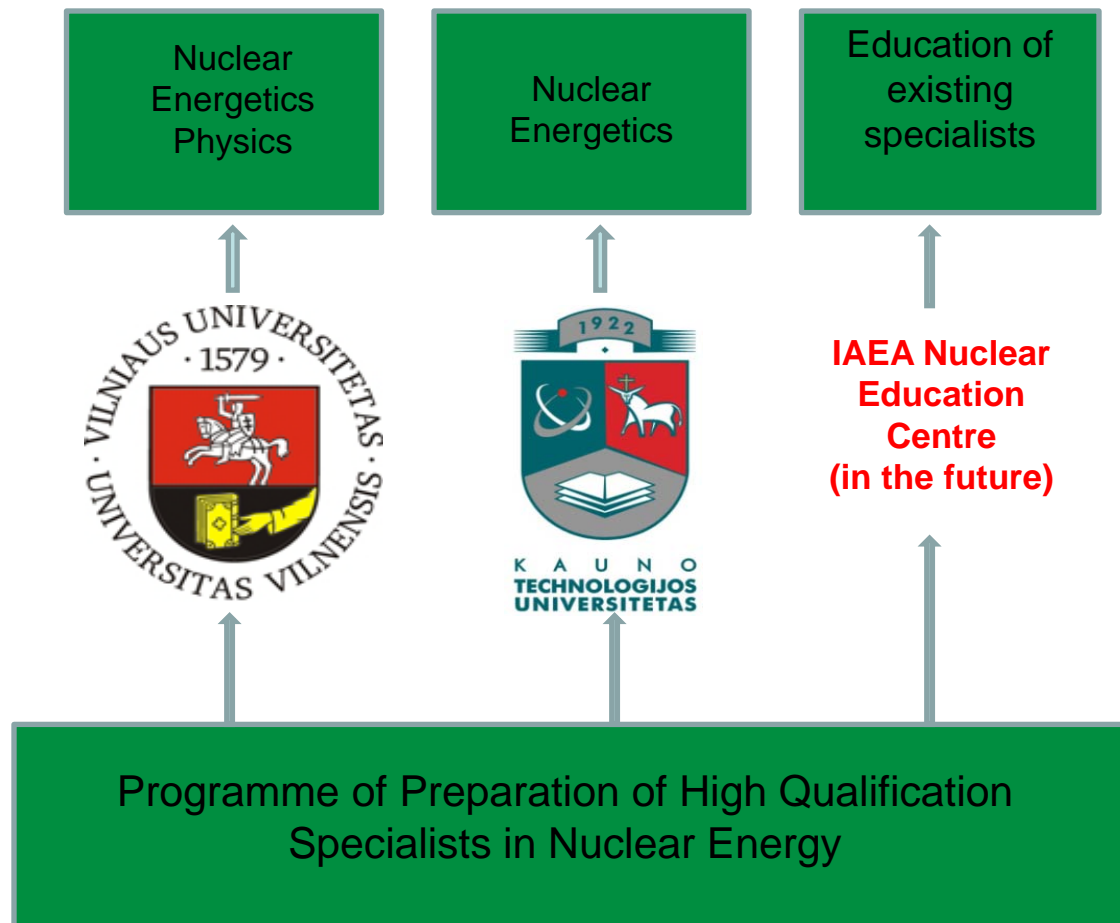 Nuclear
Energetics
Physics
Nuclear
Energetics
Education of
existing
specialists
· VILNIAUS UNIVERSITETAS ·
UNIVERSITAS VILNENSIS
· 1579 ·
1922
KAUNO
TECHNOLOGIJOS
UNIVERSITETAS
IAEA Nuclear
Education
Centre
(in the future)
Programme of Preparation of High Qualification
Specialists in Nuclear Energy